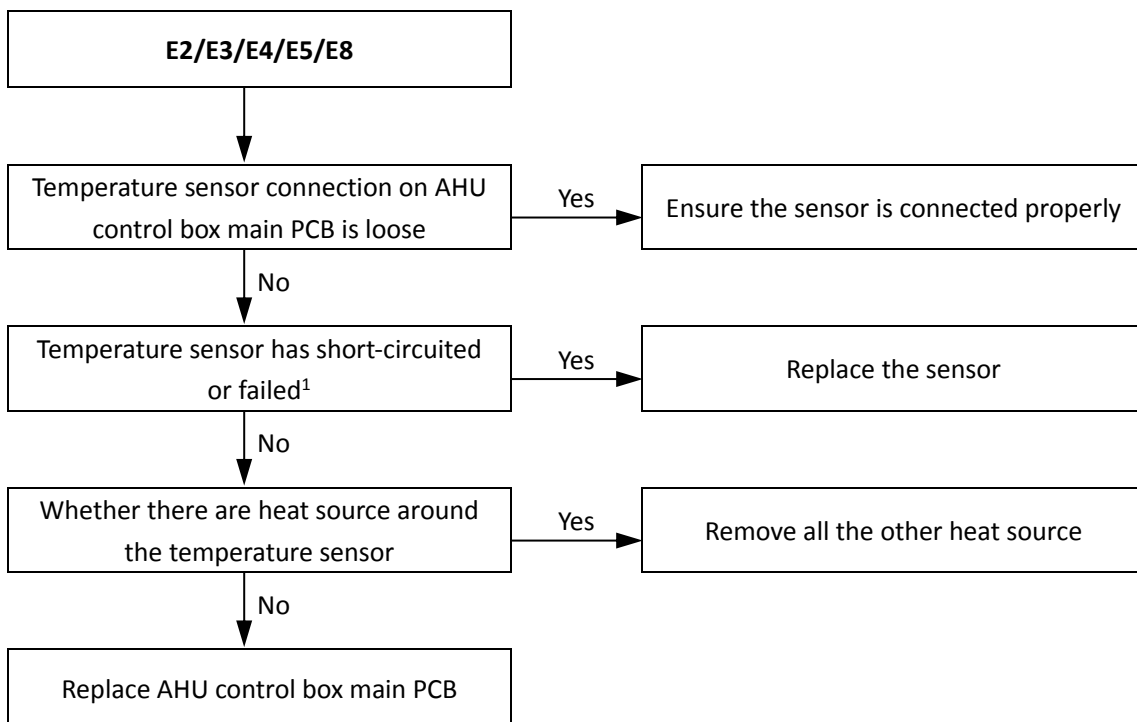 E2/E3/E4/E5/E8
Temperature sensor connection on AHU
control box main PCB is loose
Yes
Ensure the sensor is connected properly
No
Temperature sensor has short-circuited
or failed1
Yes
Replace the sensor
No
Whether there are heat source around
the temperature sensor
Yes
Remove all the other heat source
No
Replace AHU control box main PCB